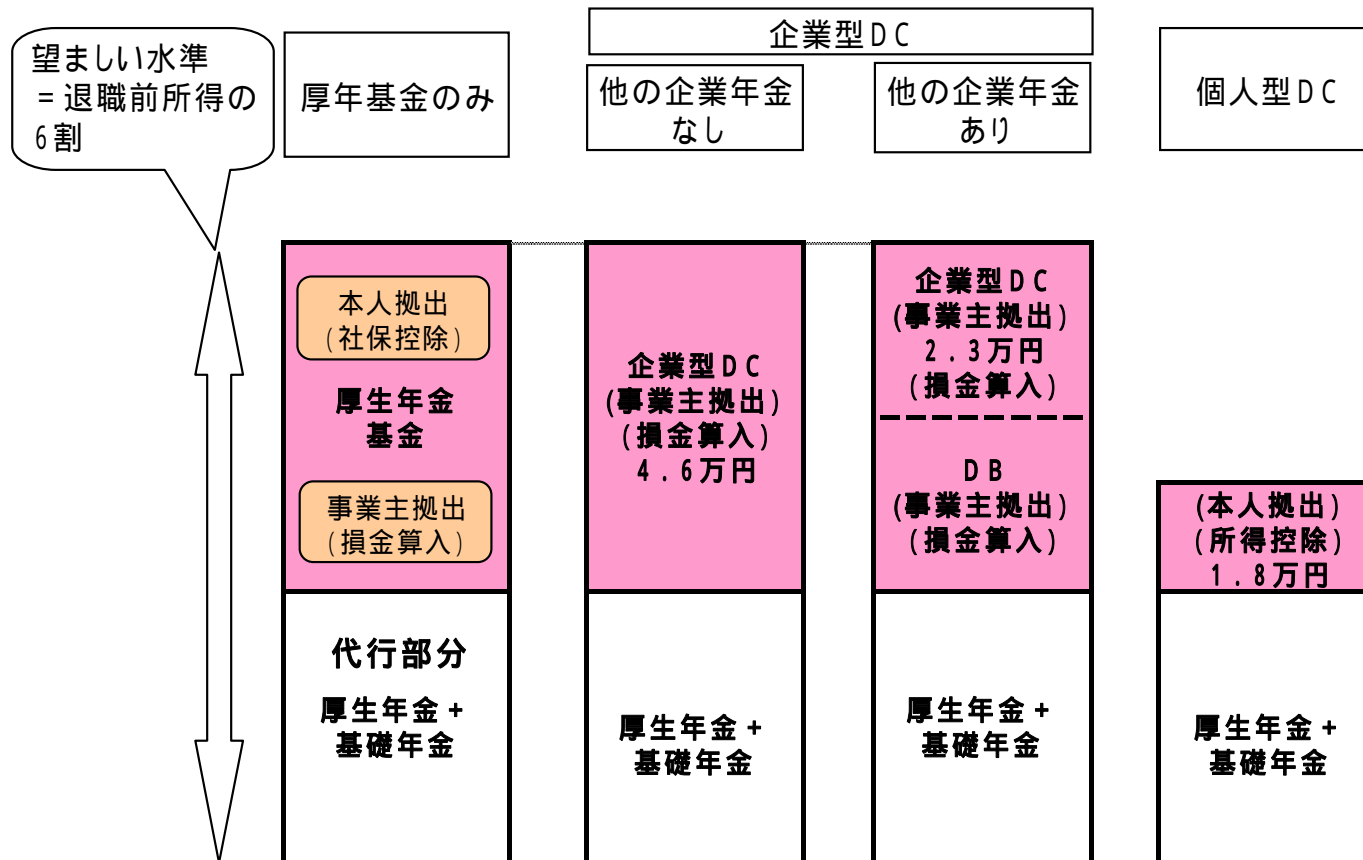 望ましい水準
=退職前所得の
6割
厚年基金のみ
企業型DC
他の企業年金
なし
他の企業年金
あり
個人型DC
本人拠出
(社保控除)
厚生年金
基金
事業主拠出
(損金算入)
代行部分
厚生年金+
基礎年金
企業型DC
(事業主拠出)
(損金算入)
4.6万円
厚生年金+
基礎年金
企業型DC
(事業主拠出)
2.3万円
(損金算入)
DB
(事業主拠出)
(損金算入)
厚生年金+
基礎年金
(本人拠出)
(所得控除)
1.8万円
厚生年金+
基礎年金